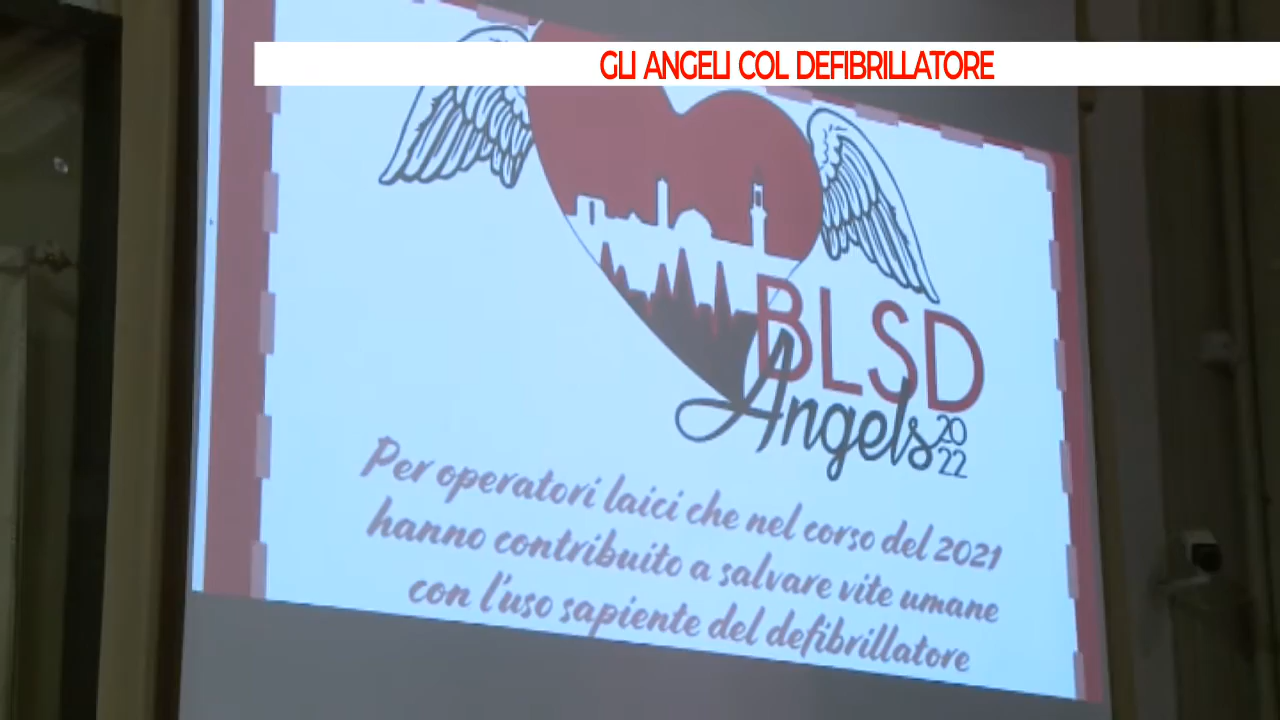 GLI ANGELI COL DEFIBRILLATORE
BLSD
Angels
20
22
Per operatori laici che nel corso del 2021
hanno contribuito a salvare vite umane
con l'uso sapiente del defibrillatore